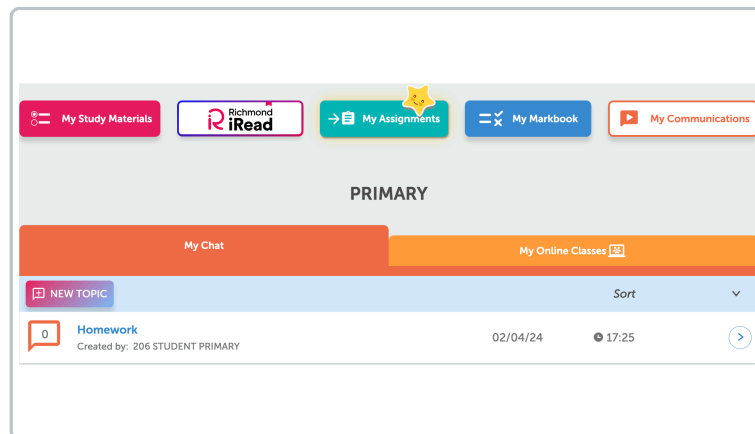 My Study Materials
Richmond
iRead
My Assignments
My Markbook
My Communications
PRIMARY
My Chat
My Online Classes
NEW TOPIC
Sort
0
Homework
Created by: 206 STUDENT PRIMARY
02/04/24
17:25